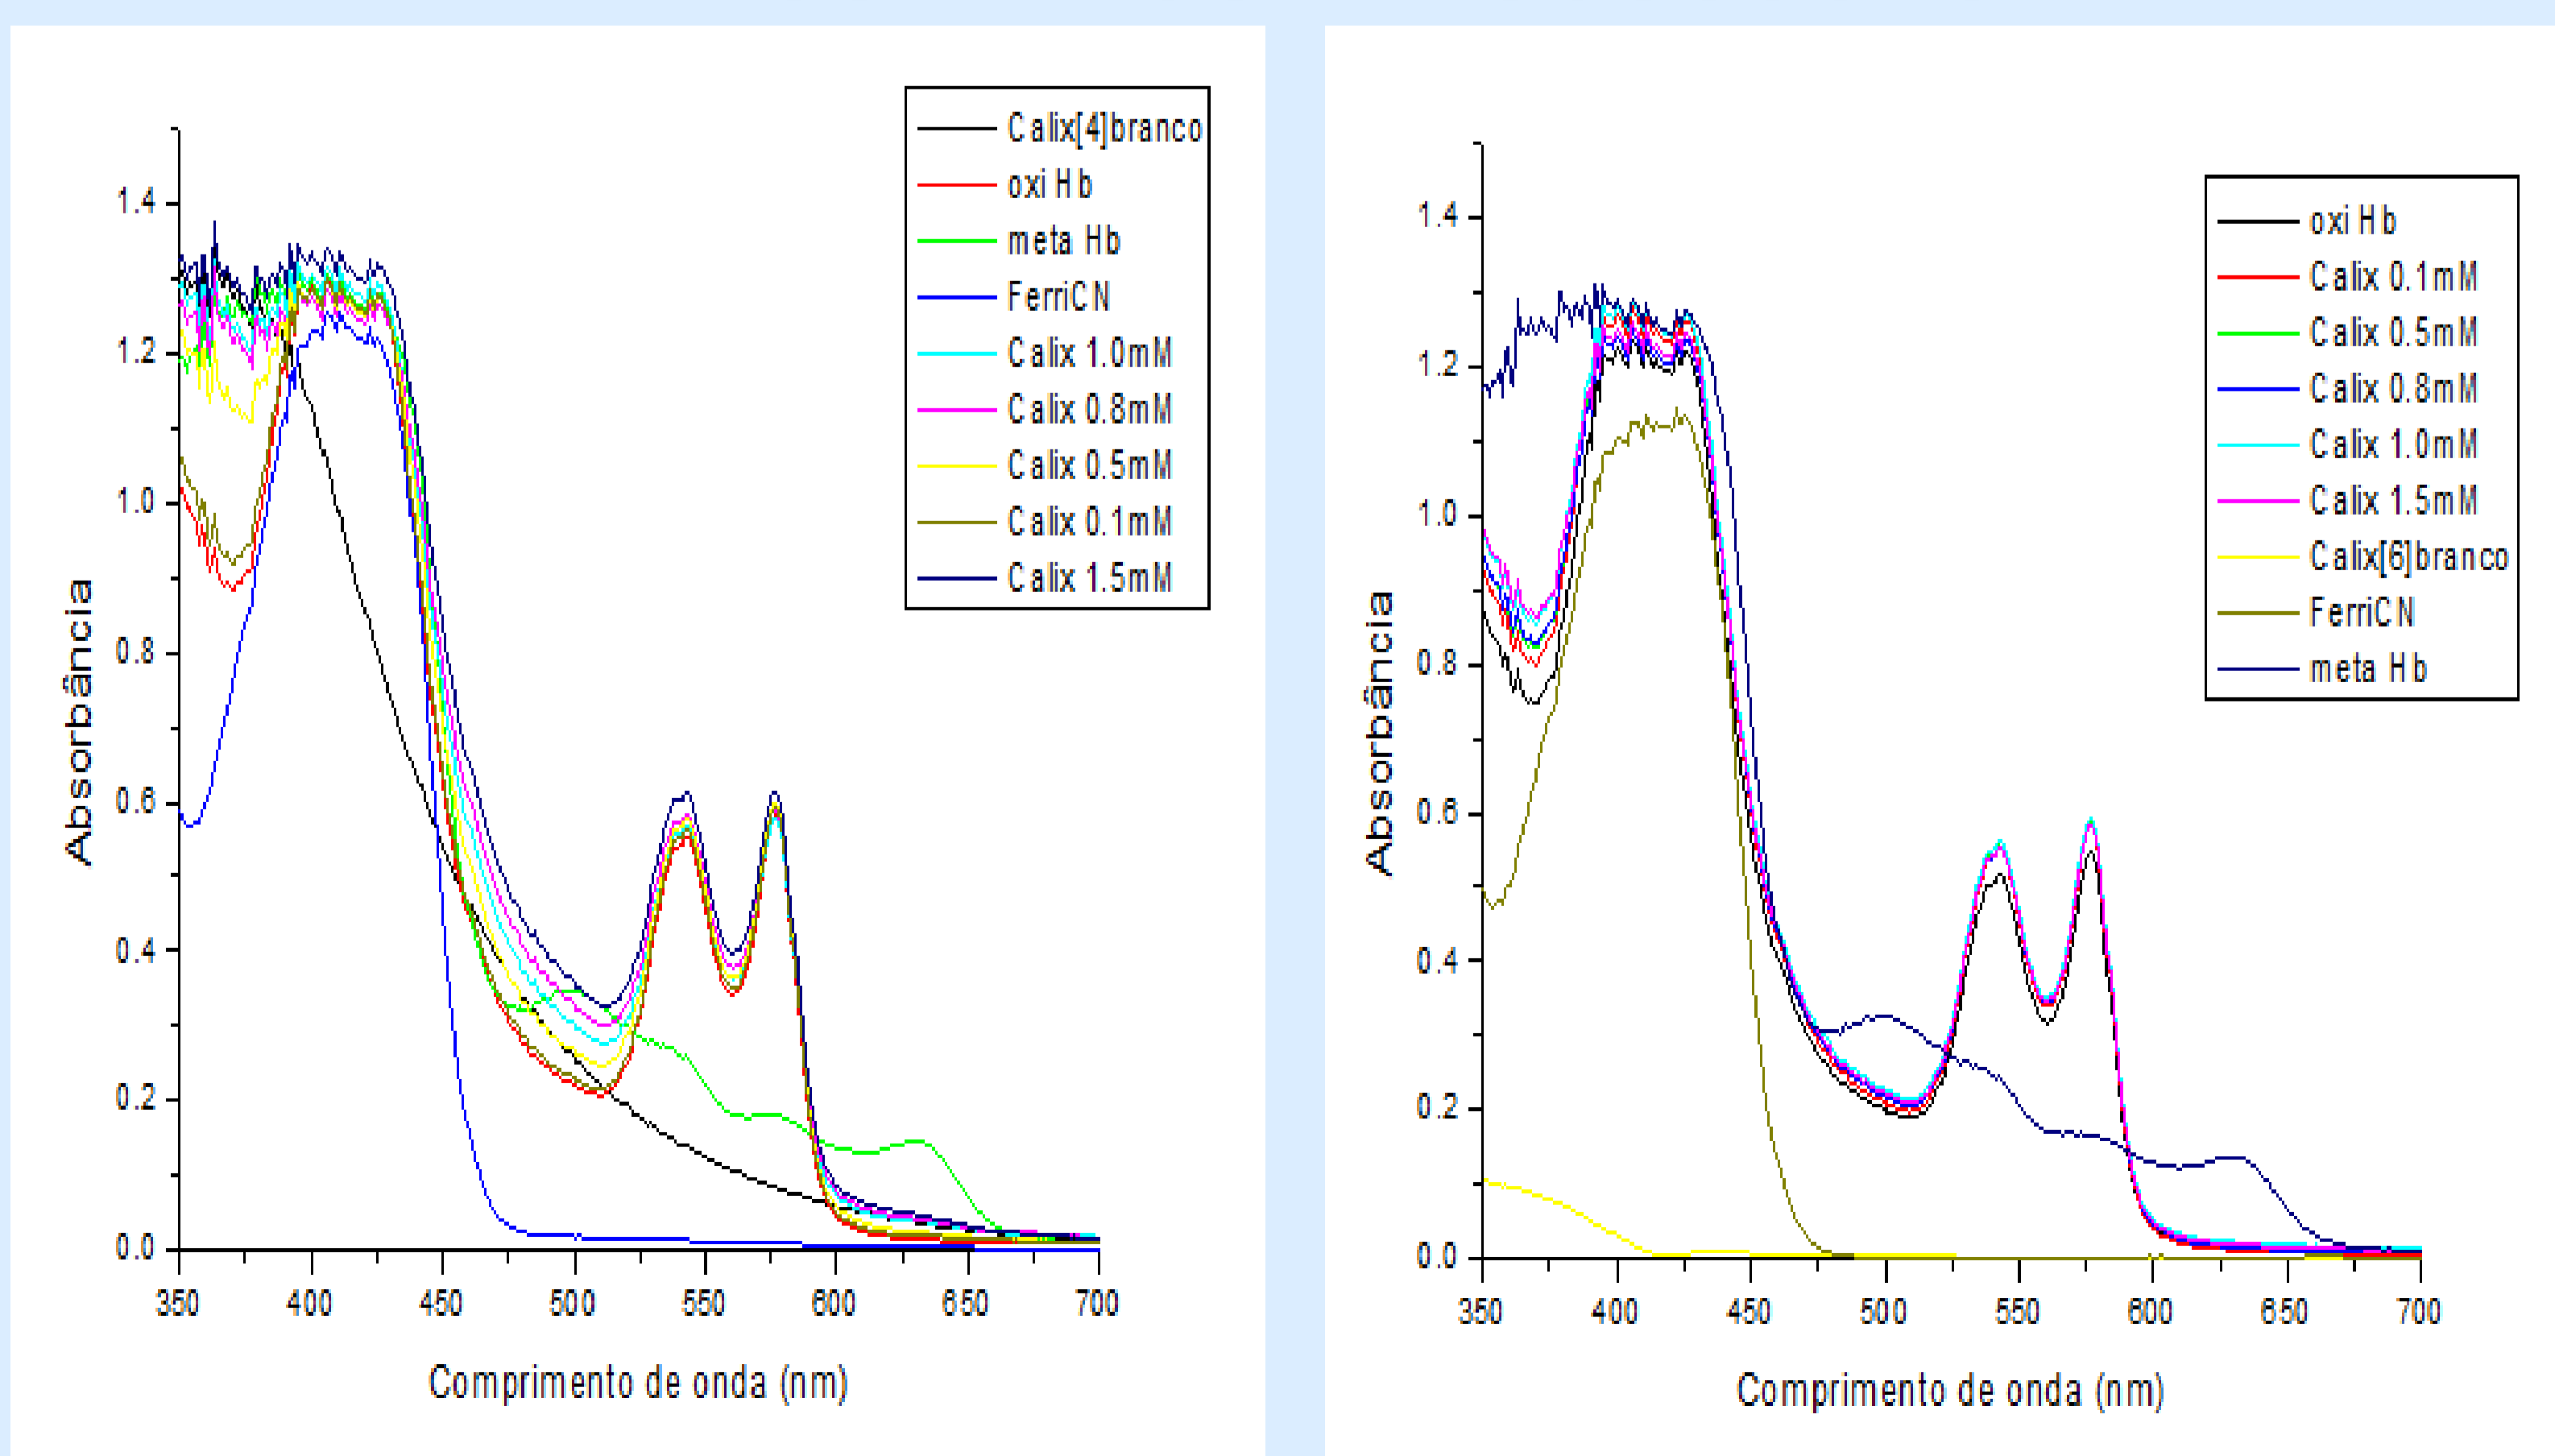 Calix[4]branco
oxi Hb
meta Hb
FerriCN
Calix 1.0mM
Calix 0.8mM
Calix 0.5mM
Calix 0.1mM
Calix 1.5mM
1.4
1.2
1.0
0.8
0.6
0.4
0.2
0.0
Absorbância
350 400 450 500 550 600 650 700
Comprimento de onda (nm)
oxi Hb
Calix 0.1mM
Calix 0.5mM
Calix 0.8mM
Calix 1.0mM
Calix 1.5mM
Calix[6]branco
FerriCN
meta Hb
1.4
1.2
1.0
0.8
0.6
0.4
0.2
0.0
Absorbância
350 400 450 500 550 600 650 700
Comprimento de onda (nm)